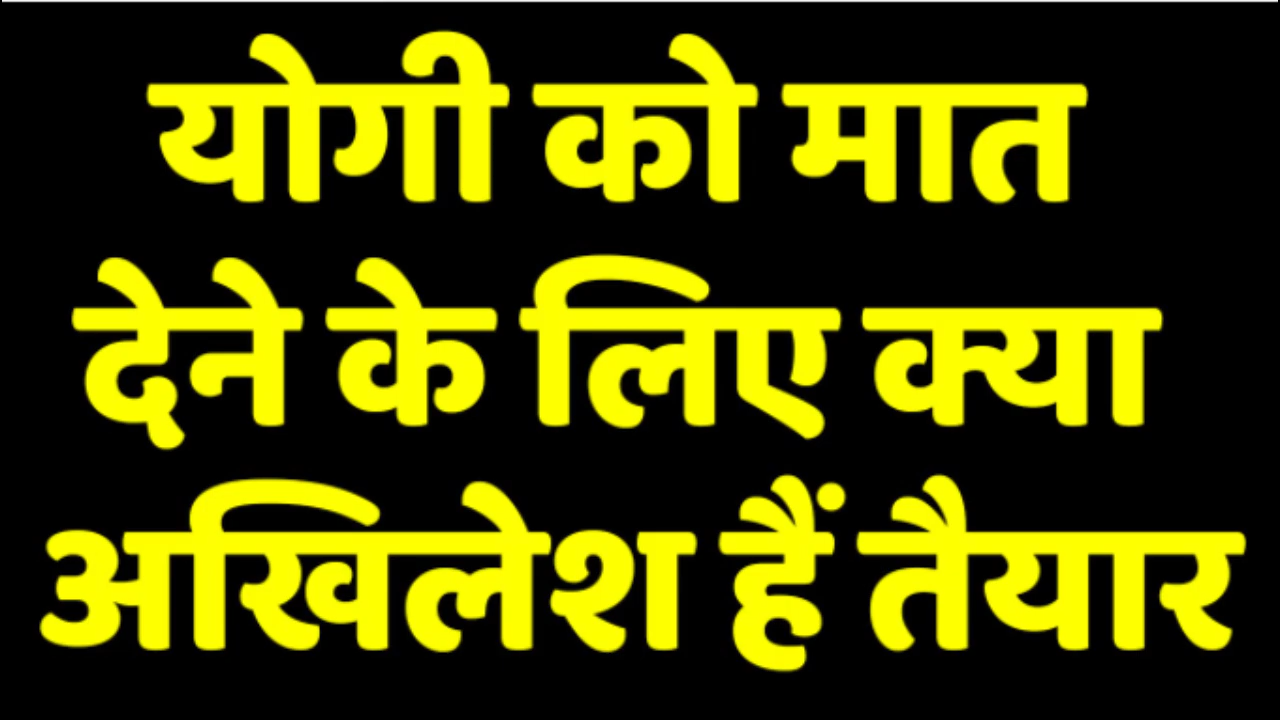 योगी को मात
देने के लिए क्या
अखिलेश हैं तैयार